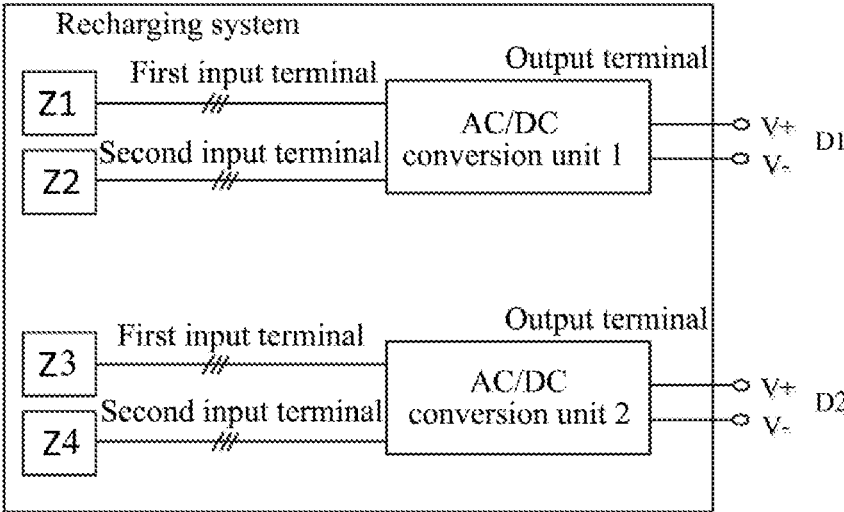 Recharging system
First input terminal
Output terminal
Z1
AC/DC
conversion unit 1
V+
D1
Second input terminal
Z2
V-
First input terminal
Output terminal
Z3
AC/DC
conversion unit 2
V+
D2
Second input terminal
Z4
V-